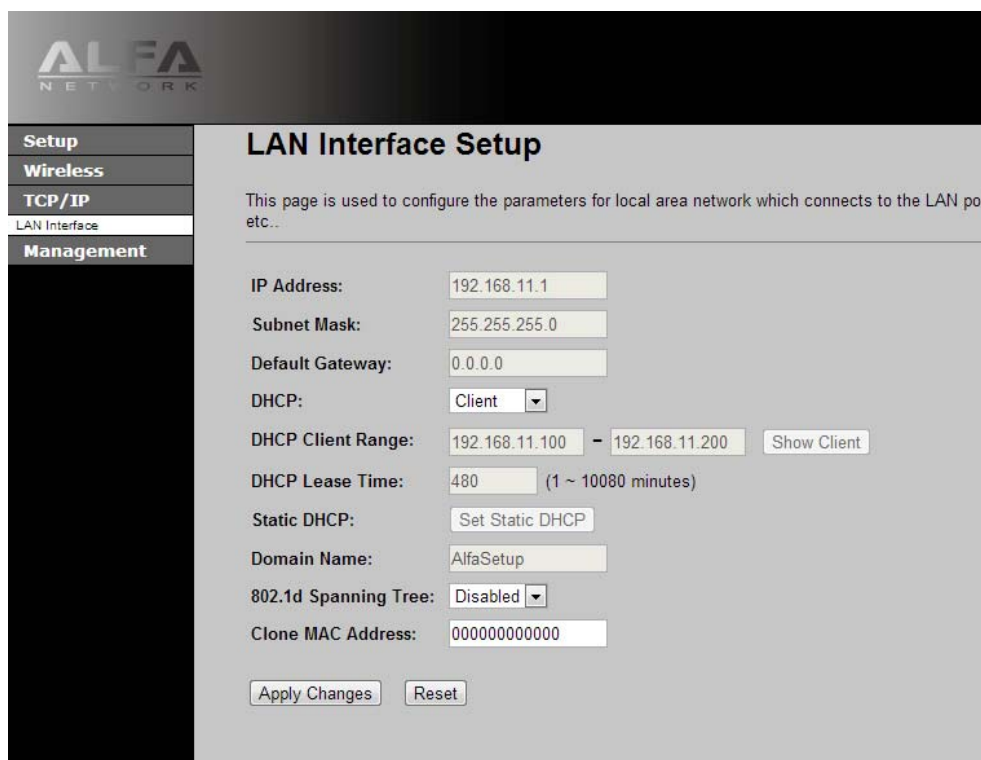 ALFA
NETWORK
Setup
Wireless
TCP/IP
LAN Interface
Management
LAN Interface Setup
This page is used to configure the parameters for local area network which connects to the LAN po
etc..
IP Address: 192.168.11.1
Subnet Mask: 255.255.255.0
Default Gateway: 0.0.0.0
DHCP: Client
DHCP Client Range: 192.168.11.100 - 192.168.11.200 Show Client
DHCP Lease Time: 480 (1 ~ 10080 minutes)
Static DHCP: Set Static DHCP
Domain Name: AlfaSetup
802.1d Spanning Tree: Disabled
Clone MAC Address: 000000000000
Apply Changes Reset